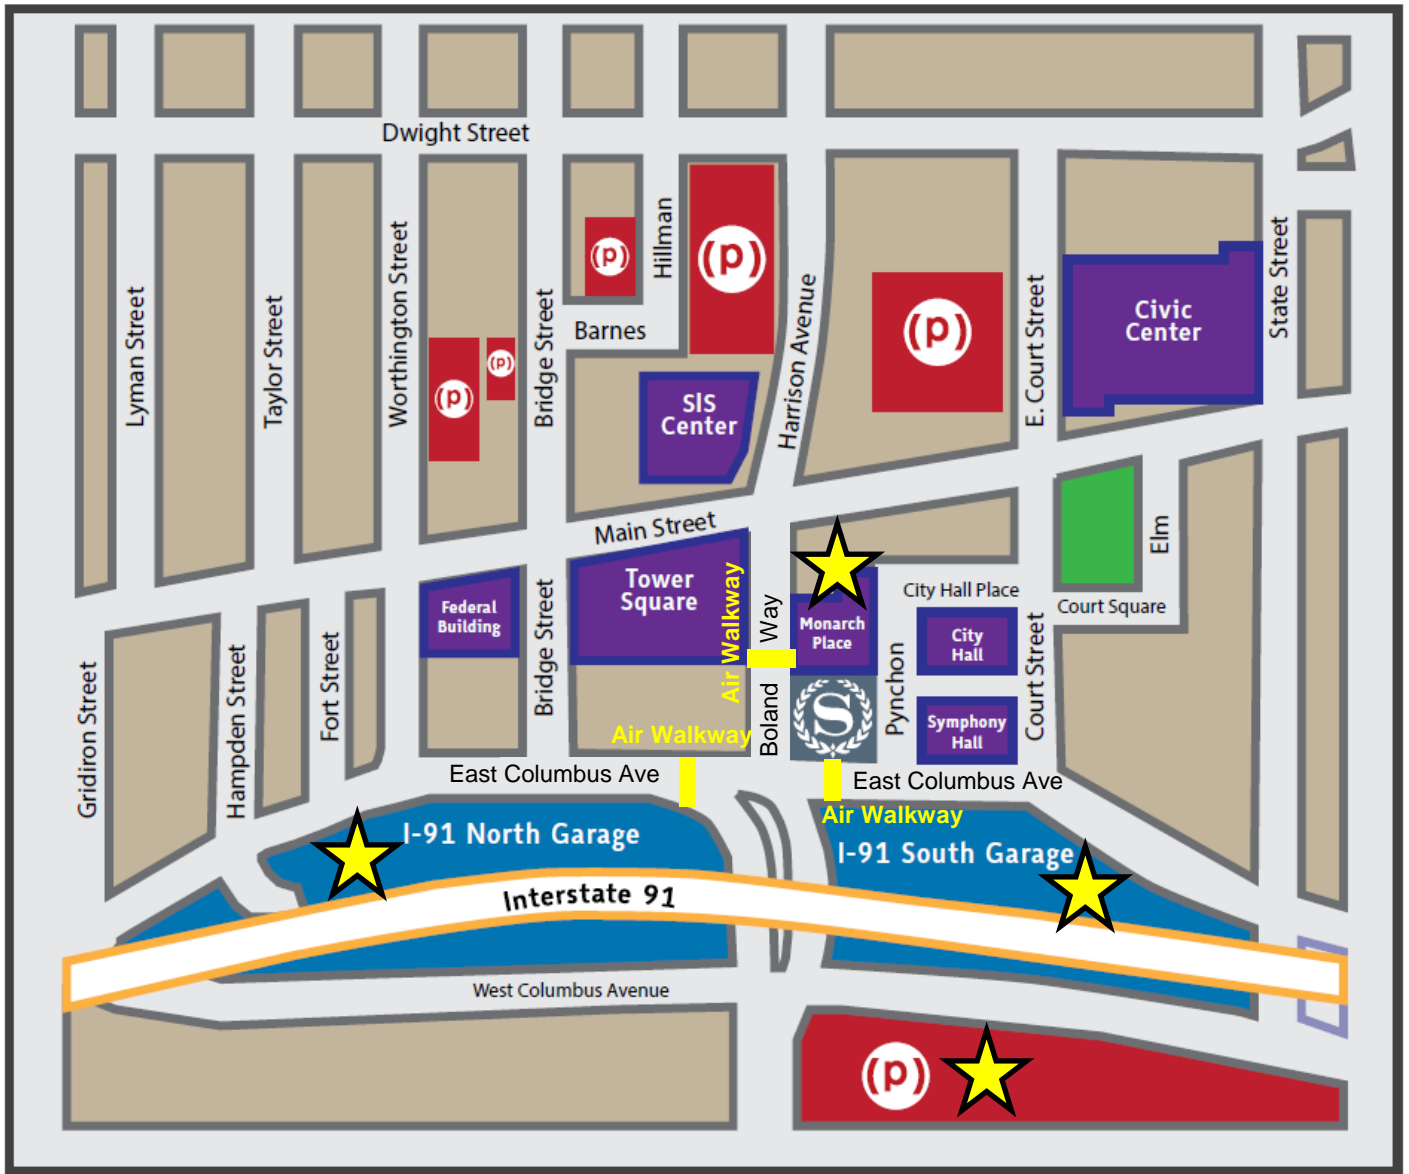 Dwight Street
Lyman Street
Taylor Street
Worthington Street
Bridge Street
Hillman
Barnes
Harrison Avenue
E. Court Street
State Street
(p)
(p)
(p)
(p)
(p)
Civic
Center
SIS
Center
Main Street
Elm
Tower
Square
Federal
Building
Bridge Street
Air Walkway
Boland Way
Monarch
Place
City Hall Place
Court Square
City
Hall
Symphony
Hall
Pynchon
Court Street
S
Gridiron Street
Hampden Street
Fort Street
Air Walkway
East Columbus Ave
East Columbus Ave
Air Walkway
I-91 North Garage
I-91 South Garage
Interstate 91
West Columbus Avenue
(p)